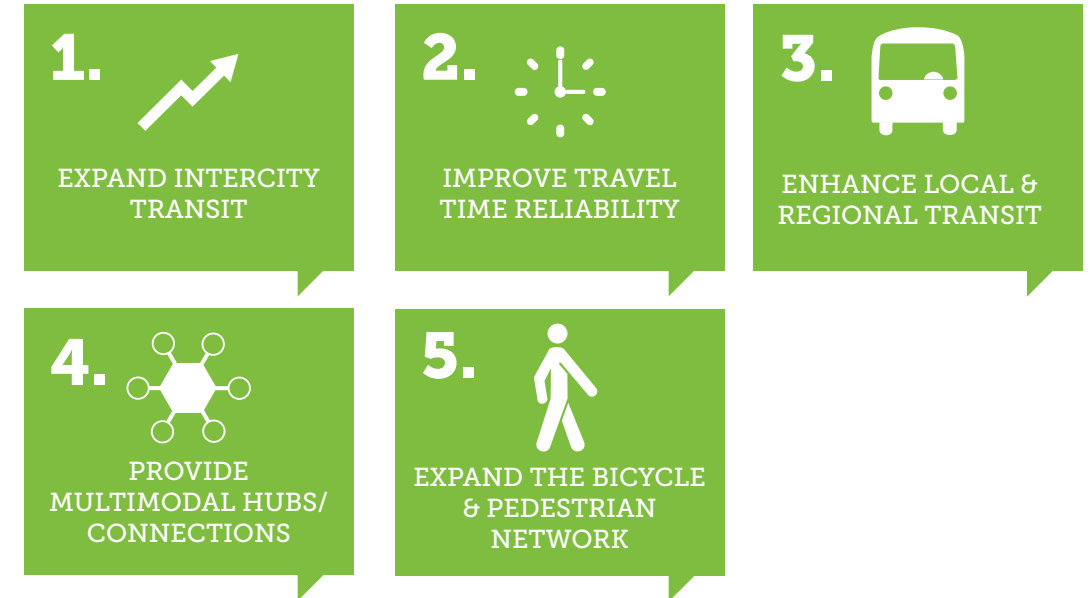 1.
EXPAND INTERCITY
TRANSIT
2.
IMPROVE TRAVEL
TIME RELIABILITY
3.
ENHANCE LOCAL &
REGIONAL TRANSIT
4.
PROVIDE
MULTIMODAL HUBS/
CONNECTIONS
5.
EXPAND THE BICYCLE
& PEDESTRIAN
NETWORK